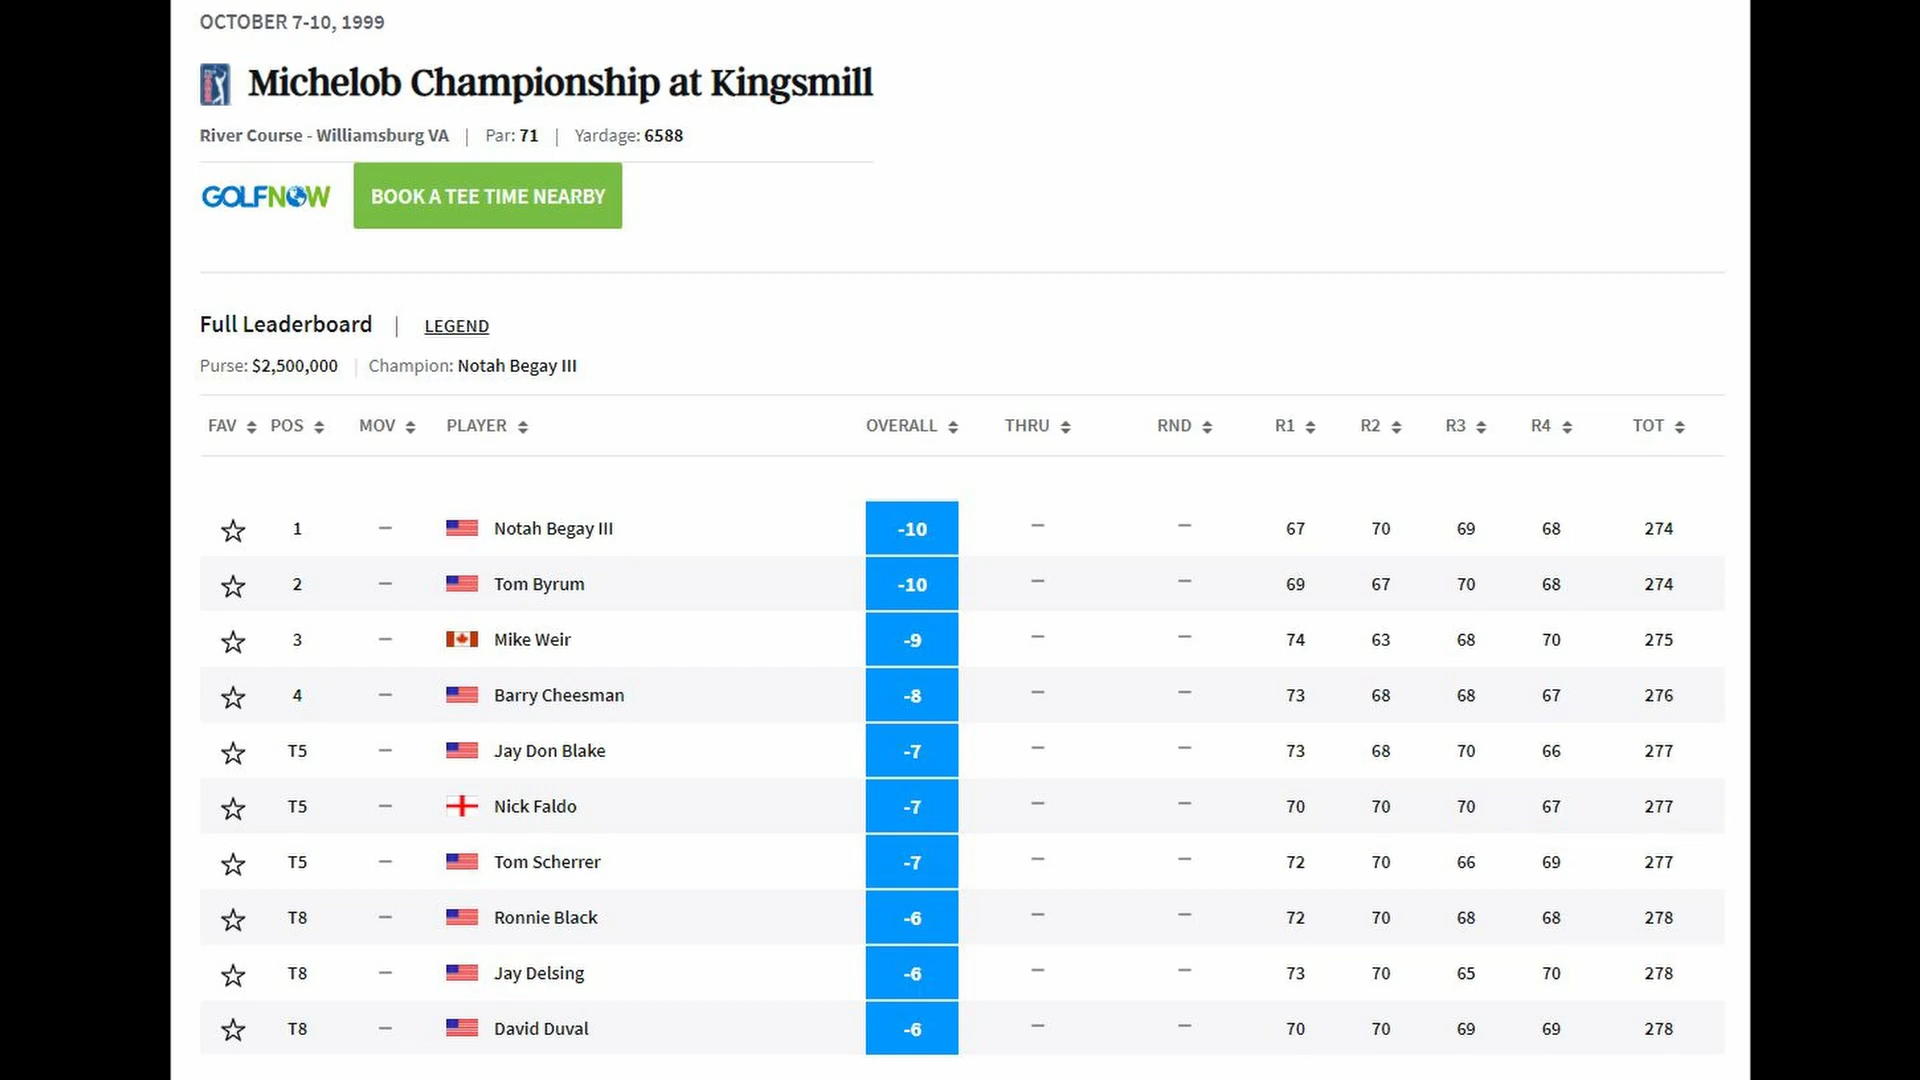 OCTOBER 7-10, 1999
Michelob Championship at Kingsmill
River Course - Williamsburg VA | Par: 71 | Yardage: 6588
GOLFNOW BOOK A TEE TIME NEARBY
Full Leaderboard | LEGEND
Purse: $2,500,000 | Champion: Notah Begay III
FAV POS MOV PLAYER OVERALL THRU RND R1 R2 R3 R4 TOT
1 – Notah Begay III -10 – – 67 70 69 68 274
2 – Tom Byrum -10 – – 69 67 70 68 274
3 – Mike Weir -9 – – 74 63 68 70 275
4 – Barry Cheesman -8 – – 73 68 68 67 276
T5 – Jay Don Blake -7 – – 73 68 70 66 277
T5 – Nick Faldo -7 – – 70 70 70 67 277
T5 – Tom Scherrer -7 – – 72 70 66 69 277
T8 – Ronnie Black -6 – – 72 70 68 68 278
T8 – Jay Delsing -6 – – 73 70 65 70 278
T8 – David Duval -6 – – 70 70 69 69 278